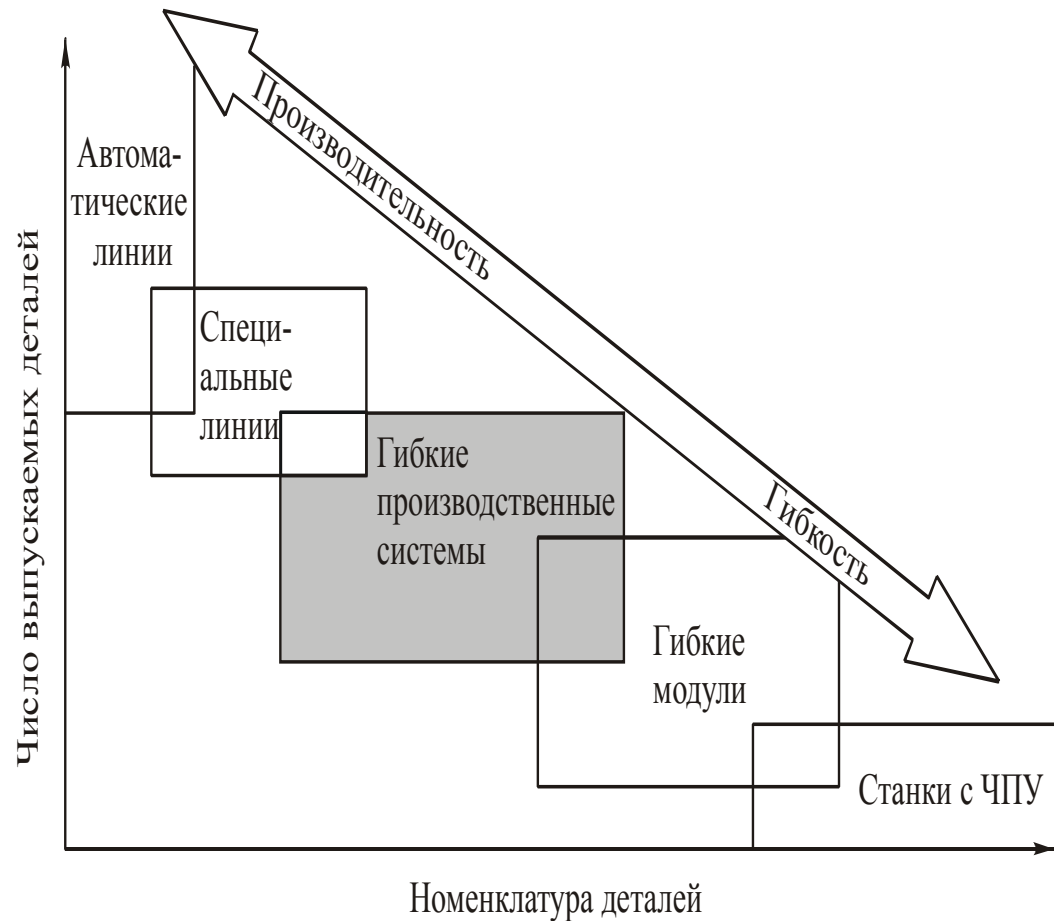 Производительность
Автома-
тические
линии
Специ-
альные
линии
Гибкие
производственные
системы
Гибкость
Гибкие
модули
Станки с ЧПУ
Число выпускаемых деталей
Номенклатура деталей